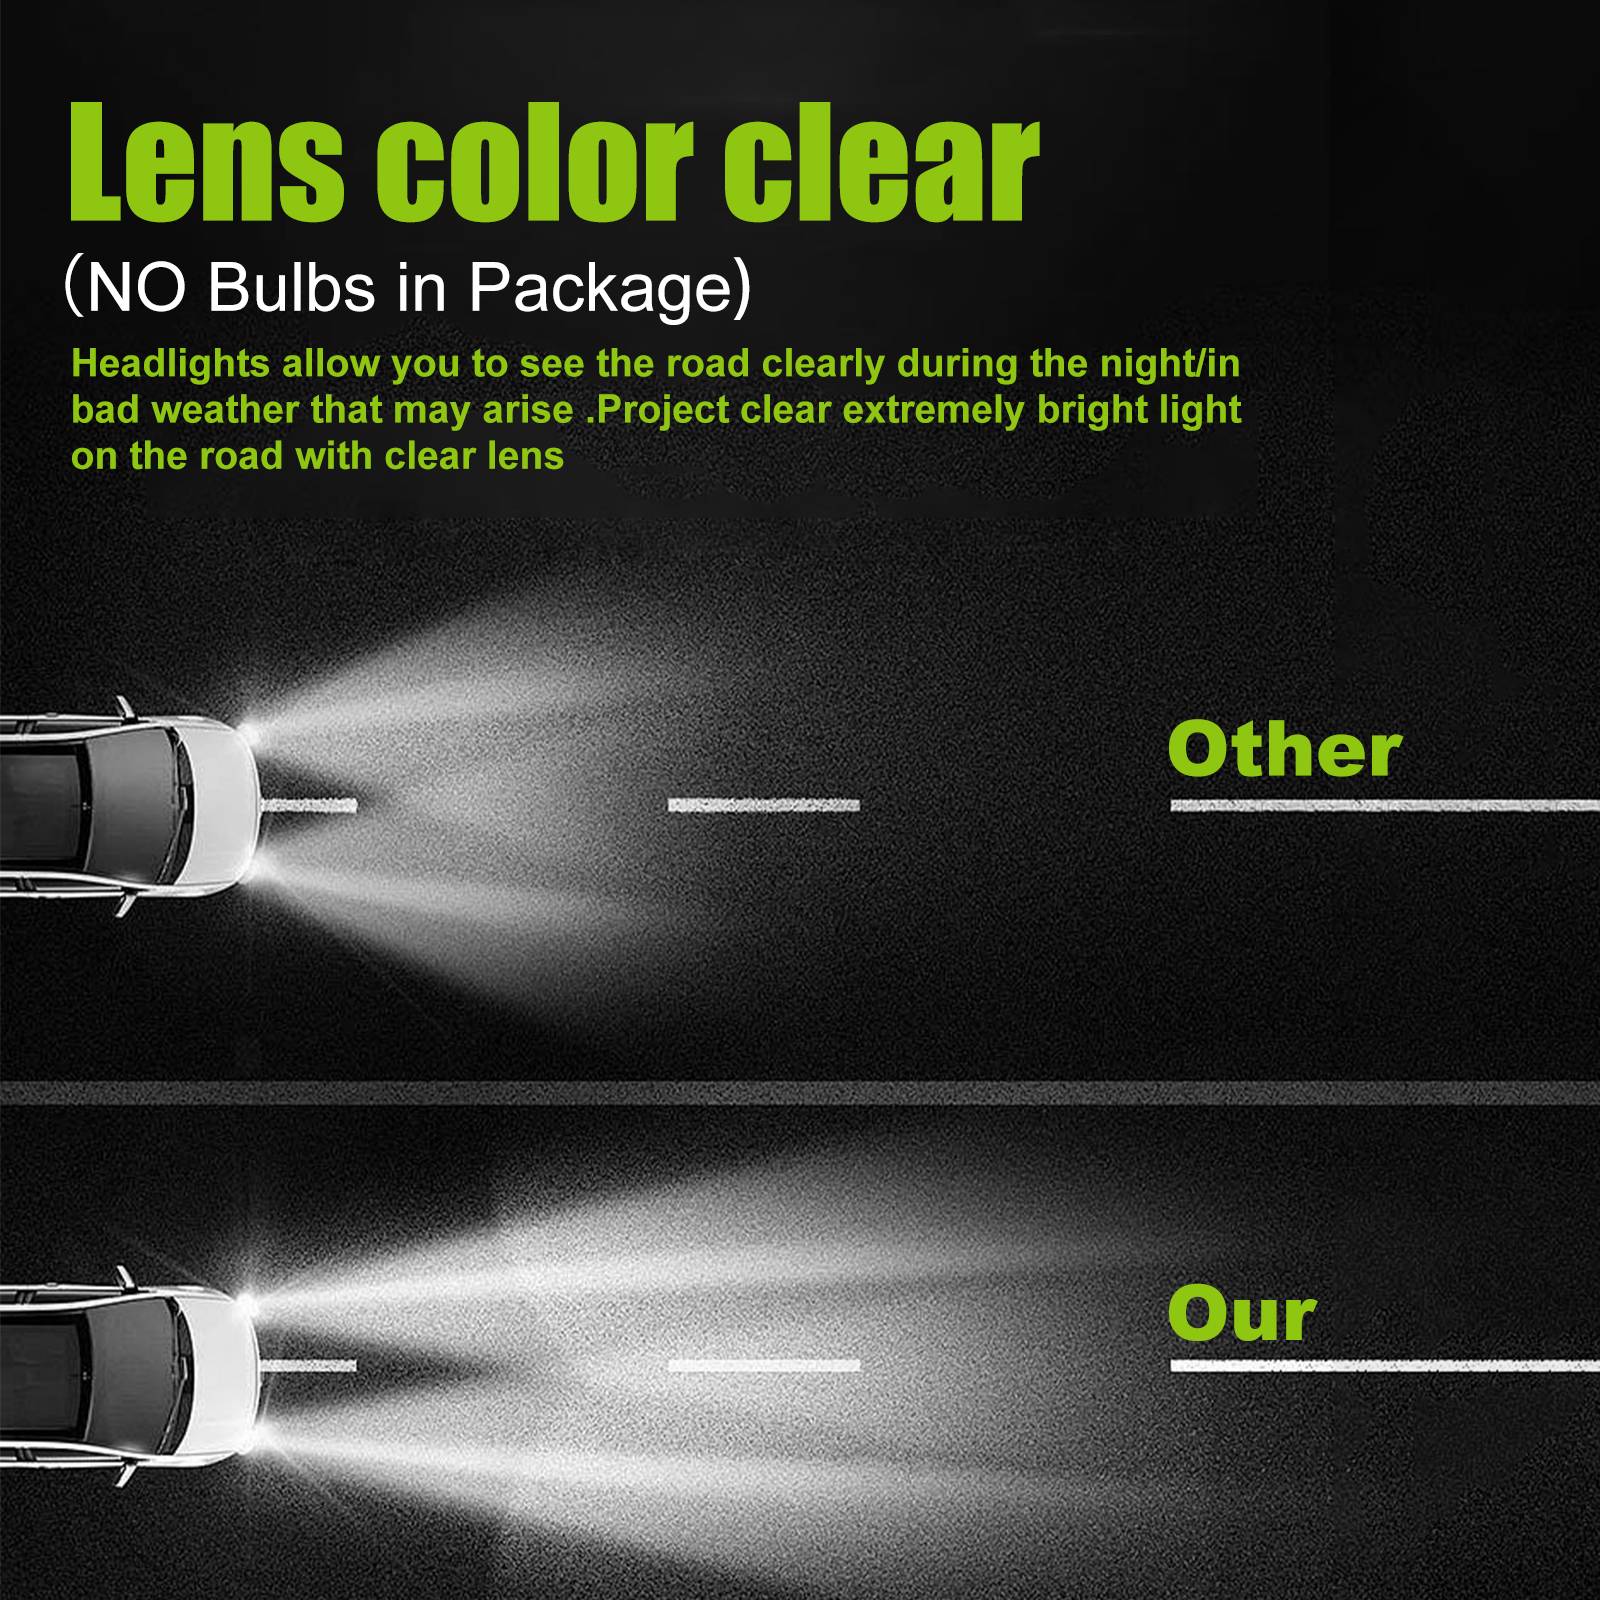 Lens color clear
(NO Bulbs in Package)
Headlights allow you to see the road clearly during the night/in
bad weather that may arise .Project clear extremely bright light
on the road with clear lens
Other
Our